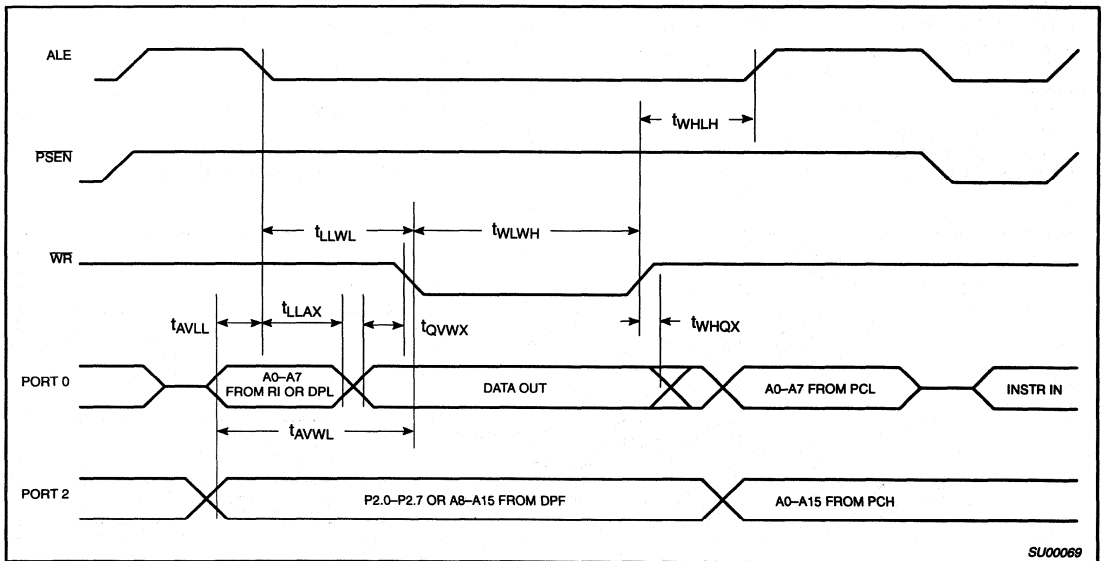 ALE
tWHLH
PSEN
tLLWL
tWLWH
WR
tAVLL
tLLAX
tQVWX
tWHQX
PORT 0
A0–A7
FROM RI OR DPL
DATA OUT
A0–A7 FROM PCL
INSTR IN
tAVWL
PORT 2
P2.0–P2.7 OR A8–A15 FROM DPF
A0–A15 FROM PCH
SU00069